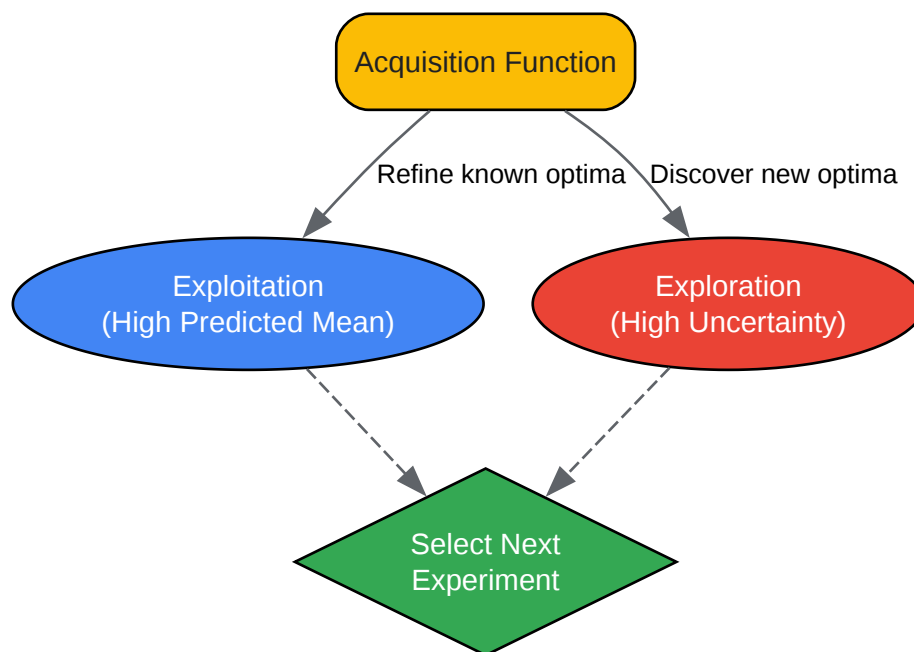 Acquisition Function
Refine known optima
Discover new optima
Exploitation
(High Predicted Mean)
Exploration
(High Uncertainty)
Select Next
Experiment